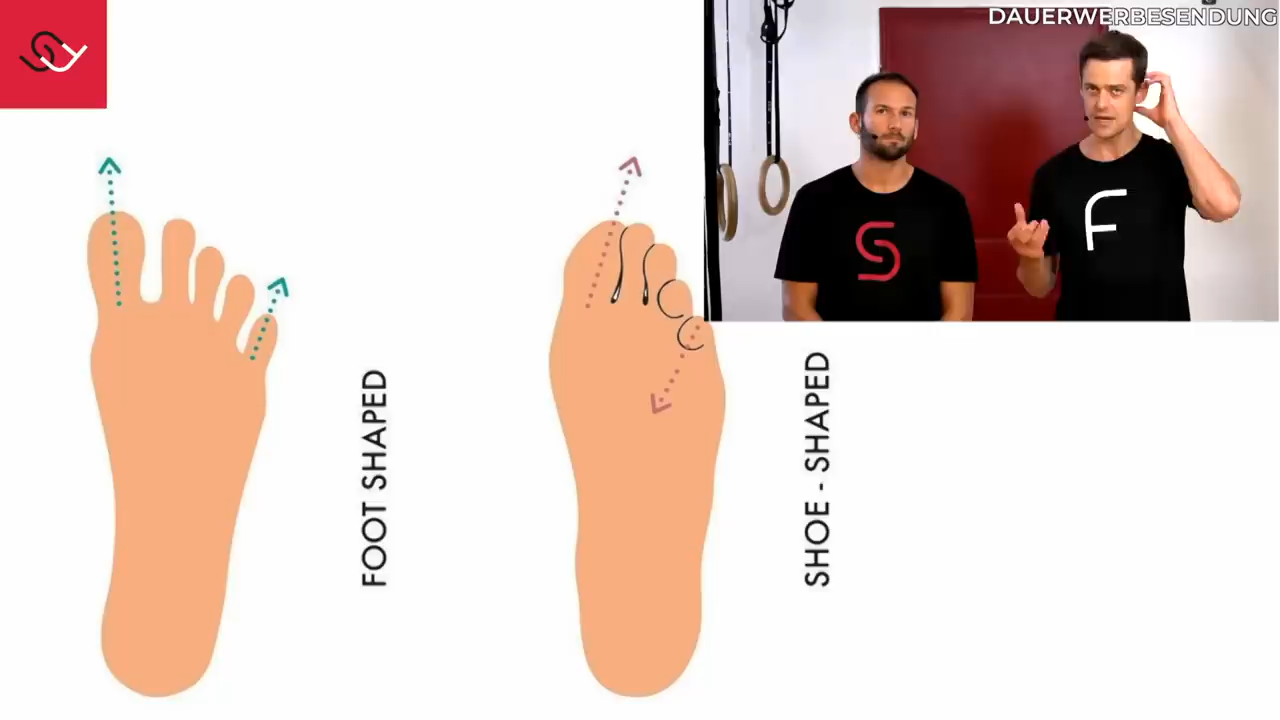 DAUERWERBESENDUNG
S
F
FOOT SHAPED
SHOE - SHAPED